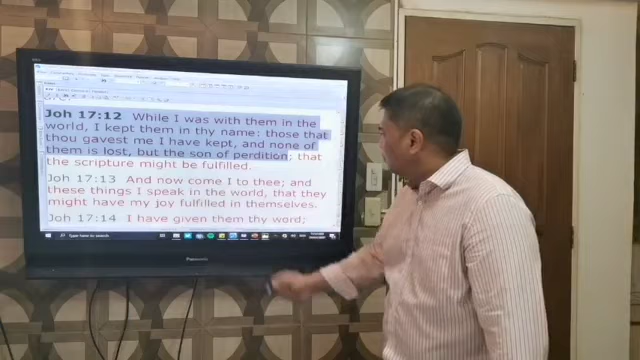 Joh 17:12 While I was with them in the
world, I kept them in thy name: those that
thou gavest me I have kept, and none of
them is lost, but the son of perdition; that
the scripture might be fulfilled.
Joh 17:13 And now come I to thee; and
these things I speak in the world, that they
might have my joy fulfilled in themselves.
Joh 17:14 I have given them thy word;
Type here to search
Panasonic